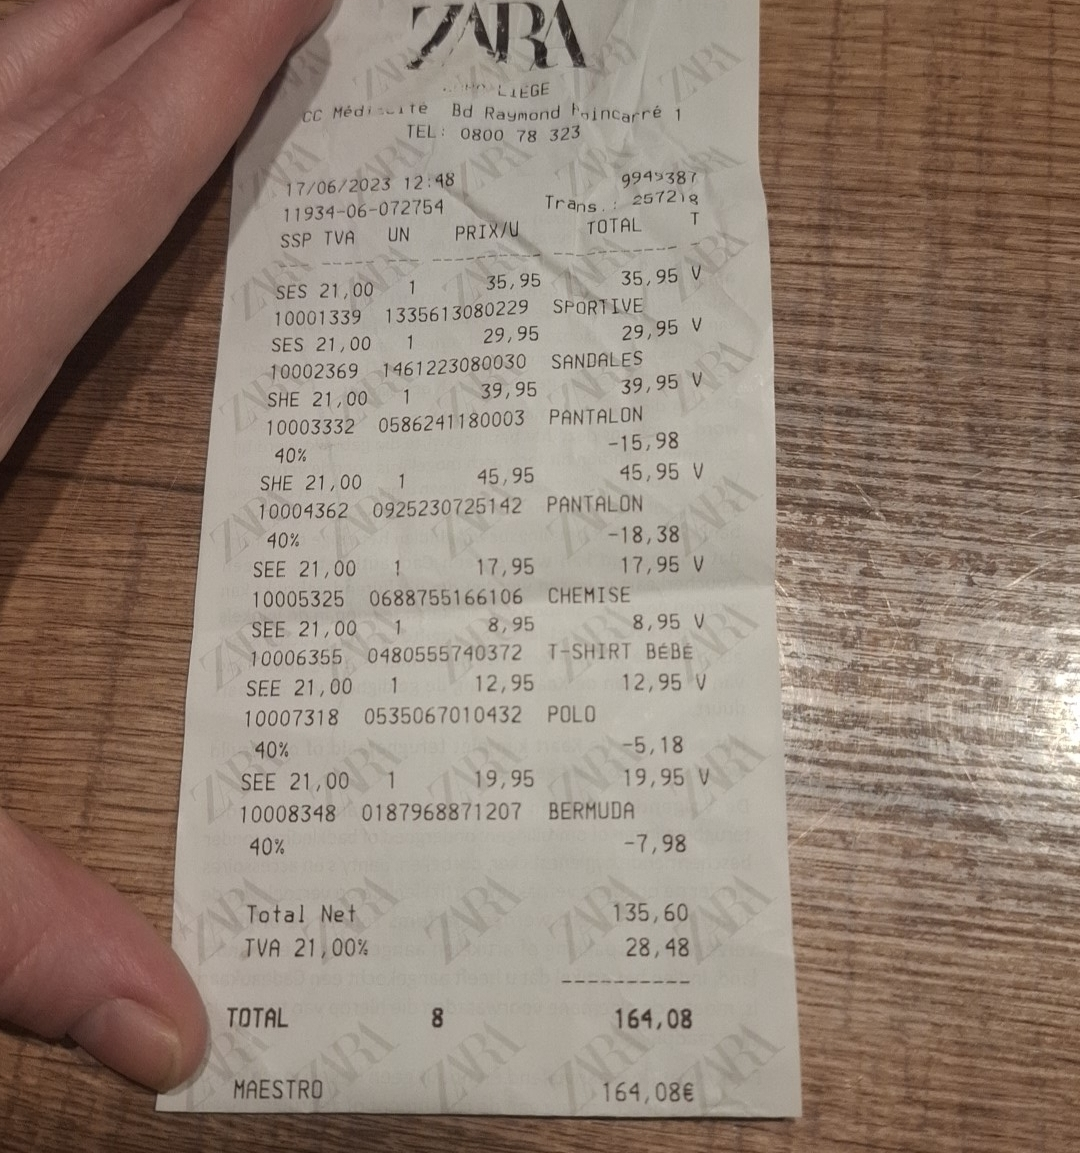 ZARA
LIEGE
CC Médiacité Bd Raymond Poincarré 1
TEL: 0800 78 323
17/06/2023 12:48 9949387
11934-06-072754 Trans.: 257218
SSP TVA UN PRIX/U TOTAL T
SES 21,00 1 35,95 35,95 V
10001339 1335613080229 SPORTIVE
SES 21,00 1 29,95 29,95 V
10002369 1461223080030 SANDALES
SHE 21,00 1 39,95 39,95 V
10003332 0586241180003 PANTALON
40% -15,98
SHE 21,00 1 45,95 45,95 V
10004362 0925230725142 PANTALON
40% -18,38
SEE 21,00 1 17,95 17,95 V
10005325 0688755166106 CHEMISE
SEE 21,00 1 8,95 8,95 V
10006355 0480555740372 T-SHIRT BÉBÉ
SEE 21,00 1 12,95 12,95 V
10007318 0535067010432 POLO
40% -5,18
SEE 21,00 1 19,95 19,95 V
10008348 0187968871207 BERMUDA
40% -7,98
Total Net 135,60
TVA 21,00% 28,48
----------
TOTAL 8 164,08
MAESTRO 164,08€